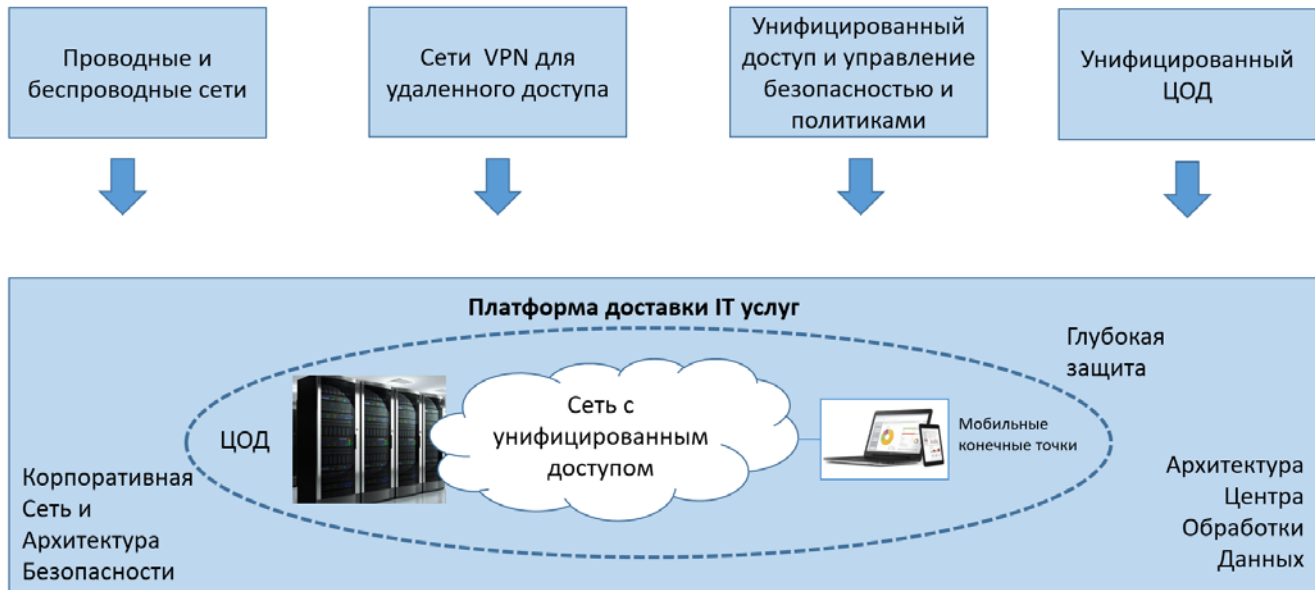 Проводные и
беспроводные сети
Сети VPN для
удаленного доступа
Унифицированный
доступ и управление
безопасностью и
политиками
Унифицированный
ЦОД
Платформа доставки IT услуг
Глубокая
защита
ЦОД
Сеть с
унифицированным
доступом
Мобильные
конечные точки
Корпоративная
Сеть и
Архитектура
Безопасности
Архитектура
Центра
Обработки
Данных